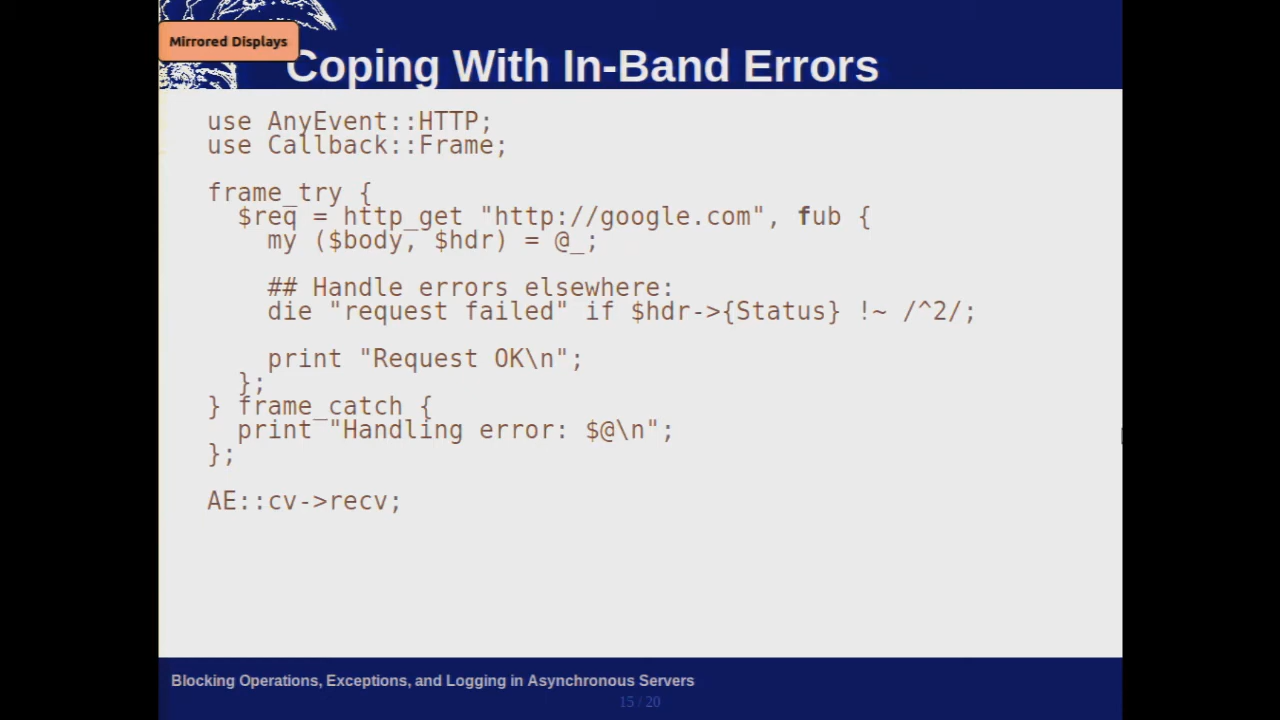 Mirrored Displays
Coping With In-Band Errors
use AnyEvent::HTTP;
use Callback::Frame;
frame_try {
  $req = http_get "http://google.com", fub {
    my ($body, $hdr) = @_;
    ## Handle errors elsewhere:
    die "request failed" if $hdr->{Status} !~ /^2/;
    print "Request OK\n";
  };
} frame_catch {
  print "Handling error: $@\n";
};
AE::cv->recv;
Blocking Operations, Exceptions, and Logging in Asynchronous Servers
15 / 20